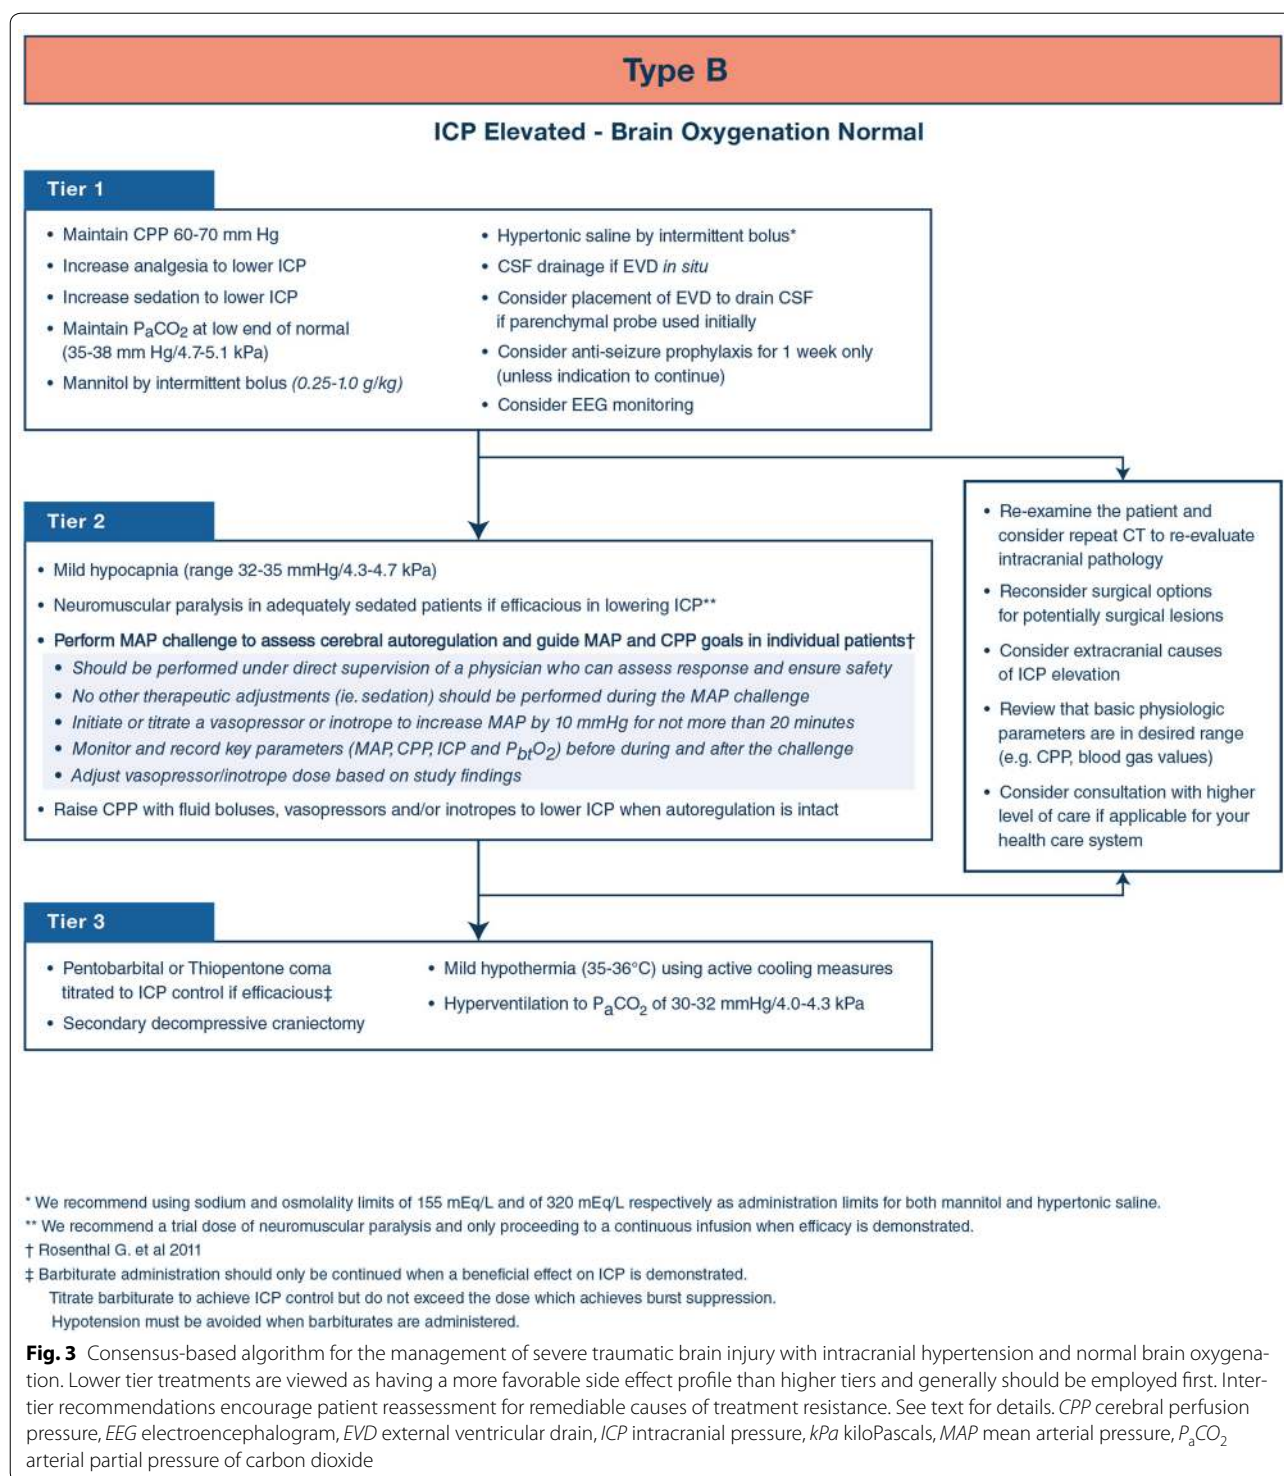 Type B
ICP Elevated - Brain Oxygenation Normal
Tier 1
• Maintain CPP 60-70 mm Hg
• Increase analgesia to lower ICP
• Increase sedation to lower ICP
• Maintain PaCO2 at low end of normal
(35-38 mm Hg/4.7-5.1 kPa)
• Mannitol by intermittent bolus (0.25-1.0 g/kg)
• Hypertonic saline by intermittent bolus*
• CSF drainage if EVD in situ
• Consider placement of EVD to drain CSF
if parenchymal probe used initially
• Consider anti-seizure prophylaxis for 1 week only
(unless indication to continue)
• Consider EEG monitoring
Tier 2
• Mild hypocapnia (range 32-35 mmHg/4.3-4.7 kPa)
• Neuromuscular paralysis in adequately sedated patients if efficacious in lowering ICP**
• Perform MAP challenge to assess cerebral autoregulation and guide MAP and CPP goals in individual patients†
• Should be performed under direct supervision of a physician who can assess response and ensure safety
• No other therapeutic adjustments (ie. sedation) should be performed during the MAP challenge
• Initiate or titrate a vasopressor or inotrope to increase MAP by 10 mmHg for not more than 20 minutes
• Monitor and record key parameters (MAP, CPP, ICP and PbtO2) before during and after the challenge
• Adjust vasopressor/inotrope dose based on study findings
• Raise CPP with fluid boluses, vasopressors and/or inotropes to lower ICP when autoregulation is intact
• Re-examine the patient and
consider repeat CT to re-evaluate
intracranial pathology
• Reconsider surgical options
for potentially surgical lesions
• Consider extracranial causes
of ICP elevation
• Review that basic physiologic
parameters are in desired range
(e.g. CPP, blood gas values)
• Consider consultation with higher
level of care if applicable for your
health care system
Tier 3
• Pentobarbital or Thiopentone coma
titrated to ICP control if efficacious‡
• Secondary decompressive craniectomy
• Mild hypothermia (35-36°C) using active cooling measures
• Hyperventilation to PaCO2 of 30-32 mmHg/4.0-4.3 kPa
* We recommend using sodium and osmolality limits of 155 mEq/L and of 320 mEq/L respectively as administration limits for both mannitol and hypertonic saline.
** We recommend a trial dose of neuromuscular paralysis and only proceeding to a continuous infusion when efficacy is demonstrated.
† Rosenthal G. et al 2011
‡ Barbiturate administration should only be continued when a beneficial effect on ICP is demonstrated.
Titrate barbiturate to achieve ICP control but do not exceed the dose which achieves burst suppression.
Hypotension must be avoided when barbiturates are administered.
Fig. 3 Consensus-based algorithm for the management of severe traumatic brain injury with intracranial hypertension and normal brain oxygena-
tion. Lower tier treatments are viewed as having a more favorable side effect profile than higher tiers and generally should be employed first. Inter-
tier recommendations encourage patient reassessment for remediable causes of treatment resistance. See text for details. CPP cerebral perfusion
pressure, EEG electroencephalogram, EVD external ventricular drain, ICP intracranial pressure, kPa kiloPascals, MAP mean arterial pressure, PaCO2
arterial partial pressure of carbon dioxide